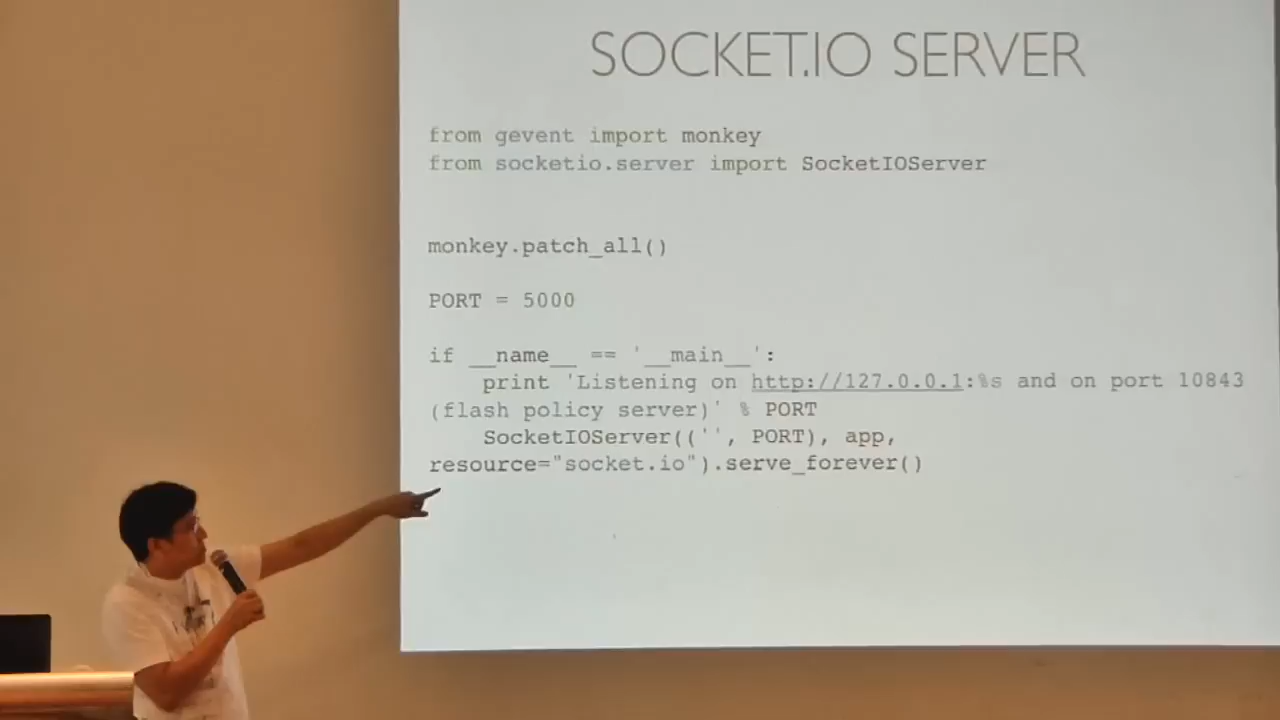 SOCKET.IO SERVER
from gevent import monkey
from socketio.server import SocketIOServer
monkey.patch_all()
PORT = 5000
if __name__ == '__main__':
print 'Listening on http://127.0.0.1:%s and on port 10843
(flash policy server)' % PORT
SocketIOServer(('', PORT), app,
resource="socket.io").serve_forever()